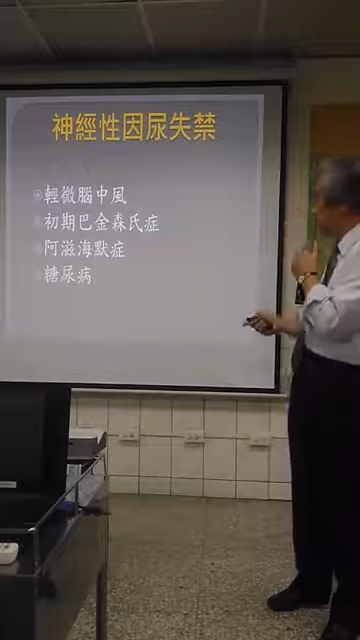 神經性因尿失禁
輕微腦中風
初期巴金森氏症
阿滋海默症
糖尿病